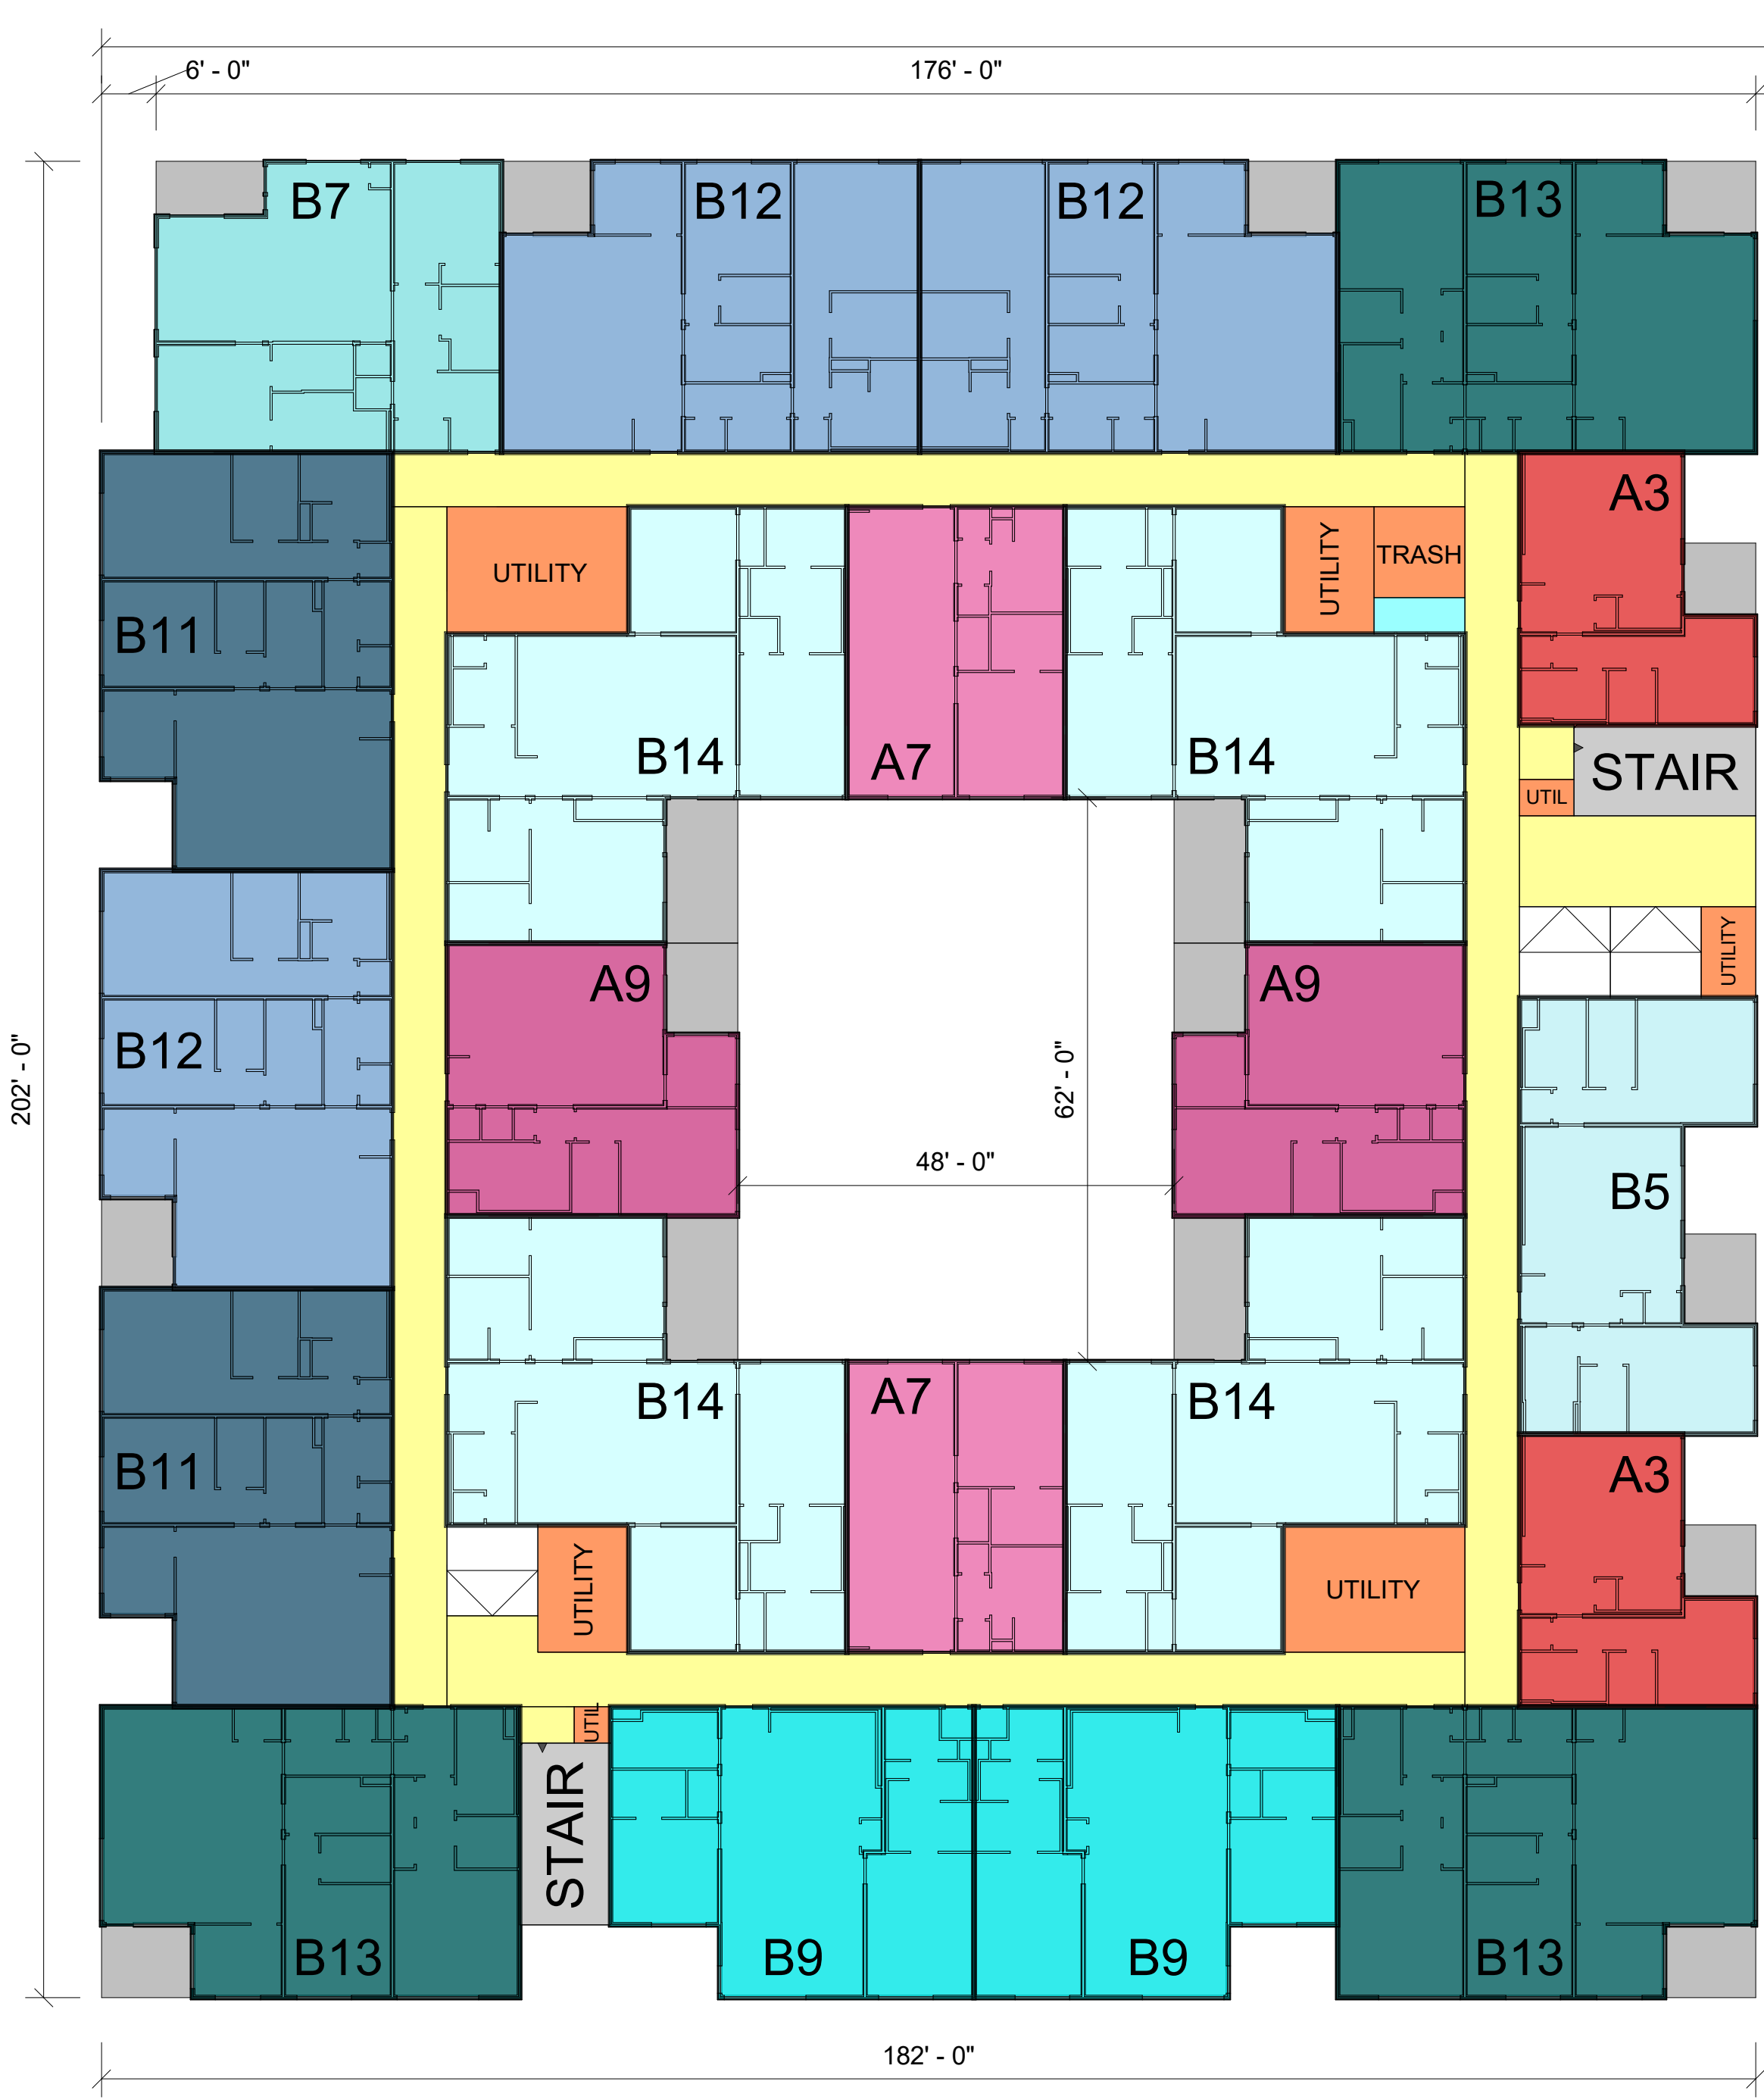 6' - 0"
176' - 0"
B7
B12
B12
B13
A3
UTILITY
UTILITY
TRASH
B11
B14
A7
B14
STAIR
UTIL
A9
A9
UTILITY
B12
202' - 0"
62' - 0"
48' - 0"
B5
B14
A7
B14
B11
A3
UTILITY
UTILITY
UTIL
STAIR
B13
B9
B9
B13
182' - 0"